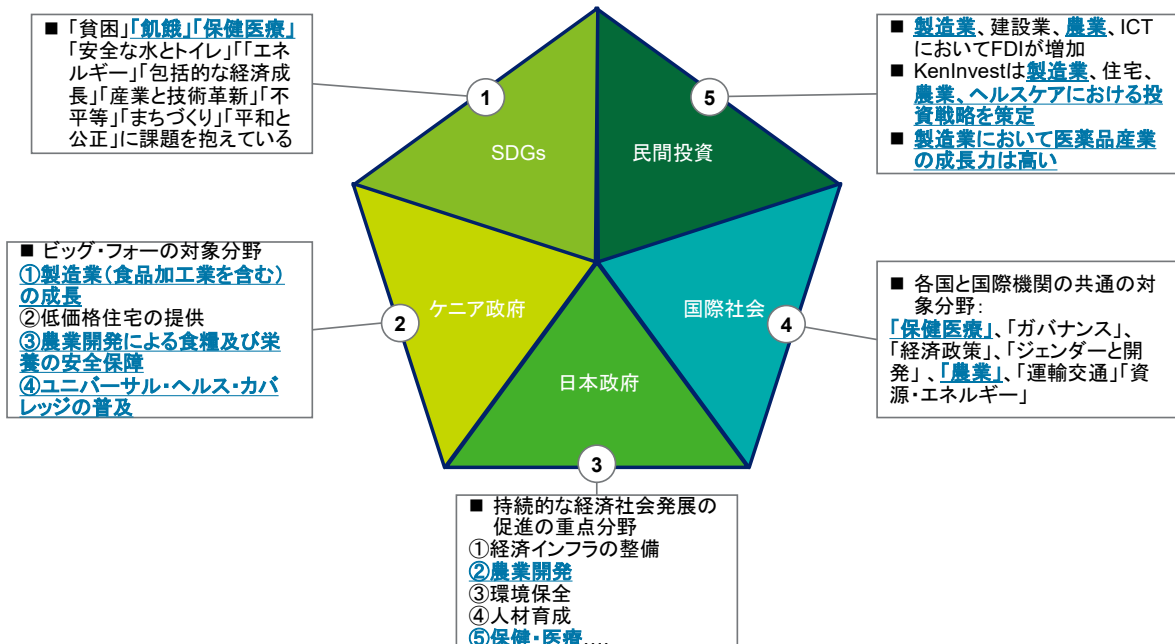 ■ 「貧困」「飢餓」「保健医療」
「安全な水とトイレ」「「エネ
ルギー」「包括的な経済成
長」「産業と技術革新」「不
平等」「まちづくり」「平和と
公正」に課題を抱えている
1
SDGs
民間投資
5
■ 製造業、建設業、農業、ICT
においてFDIが増加
■ KenInvestは製造業、住宅、
農業、ヘルスケアにおける投
資戦略を策定
■ 製造業において医薬品産業
の成長力は高い
■ ビッグ・フォーの対象分野
①製造業(食品加工業を含む)
の成長
②低価格住宅の提供
③農業開発による食糧及び栄
養の安全保障
④ユニバーサル・ヘルス・カバ
レッジの普及
2
ケニア政府
国際社会
4
■ 各国と国際機関の共通の対
象分野:
「保健医療」、「ガバナンス」、
「経済政策」、「ジェンダーと開
発」、「農業」、「運輸交通」「資
源・エネルギー」
日本政府
3
■ 持続的な経済社会発展の
促進の重点分野
①経済インフラの整備
②農業開発
③環境保全
④人材育成
⑤保健・医療....